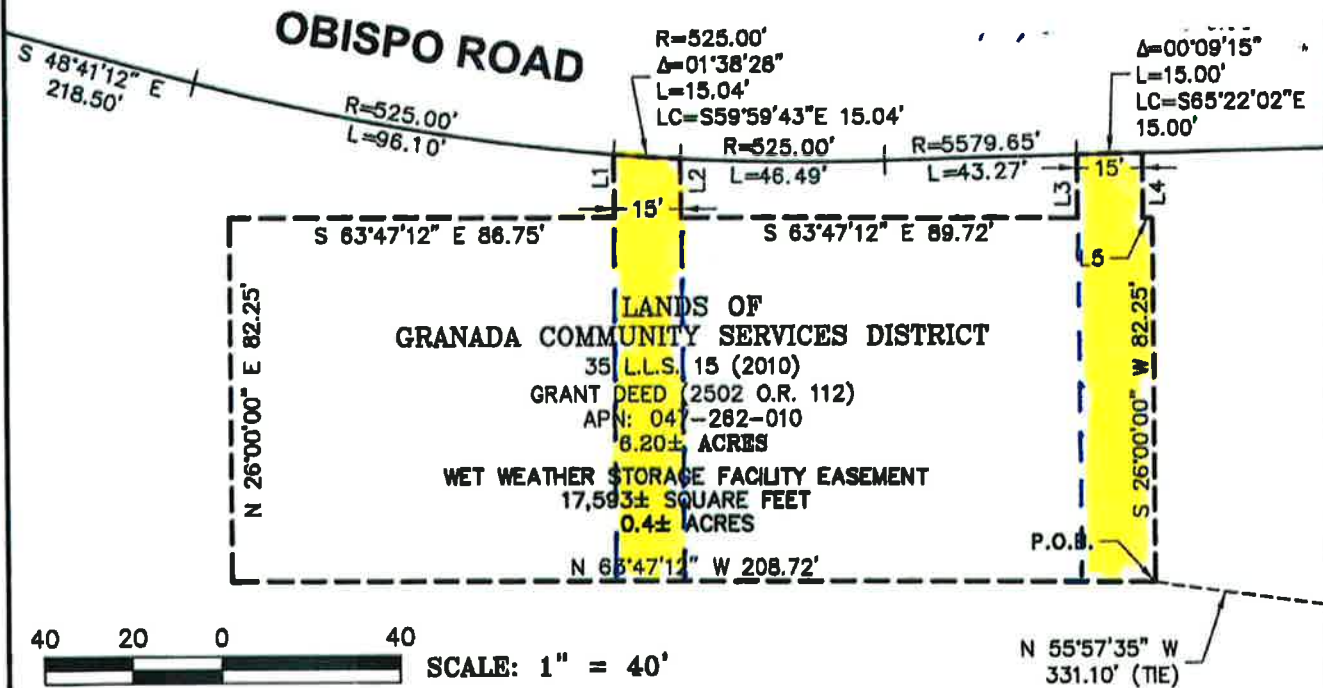 OBISPO ROAD
S 48°41'12" E
218.50'
R=525.00'
L=96.10'
R=525.00'
Δ=01°38'28"
L=15.04'
LC=S59°59'43"E 15.04'
R=525.00'
L=46.49'
R=5579.65'
L=43.27'
Δ=00°09'15"
L=15.00'
LC=S65°22'02"E
15.00'
L1
L2
15'
L3
15'
L4
S 63°47'12" E 86.75'
S 63°47'12" E 89.72'
L5
N 26°00'00" E 82.25'
LANDS OF
GRANADA COMMUNITY SERVICES DISTRICT
35 L.L.S. 15 (2010)
GRANT DEED (2502 O.R. 112)
APN: 047-262-010
6.20± ACRES
WET WEATHER STORAGE FACILITY EASEMENT
17,593± SQUARE FEET
0.4± ACRES
S 26°00'00" W 82.25'
P.O.B.
N 63°47'12" W 208.72'
N 55°57'35" W
331.10' (TIE)
40 20 0 40
SCALE: 1" = 40'